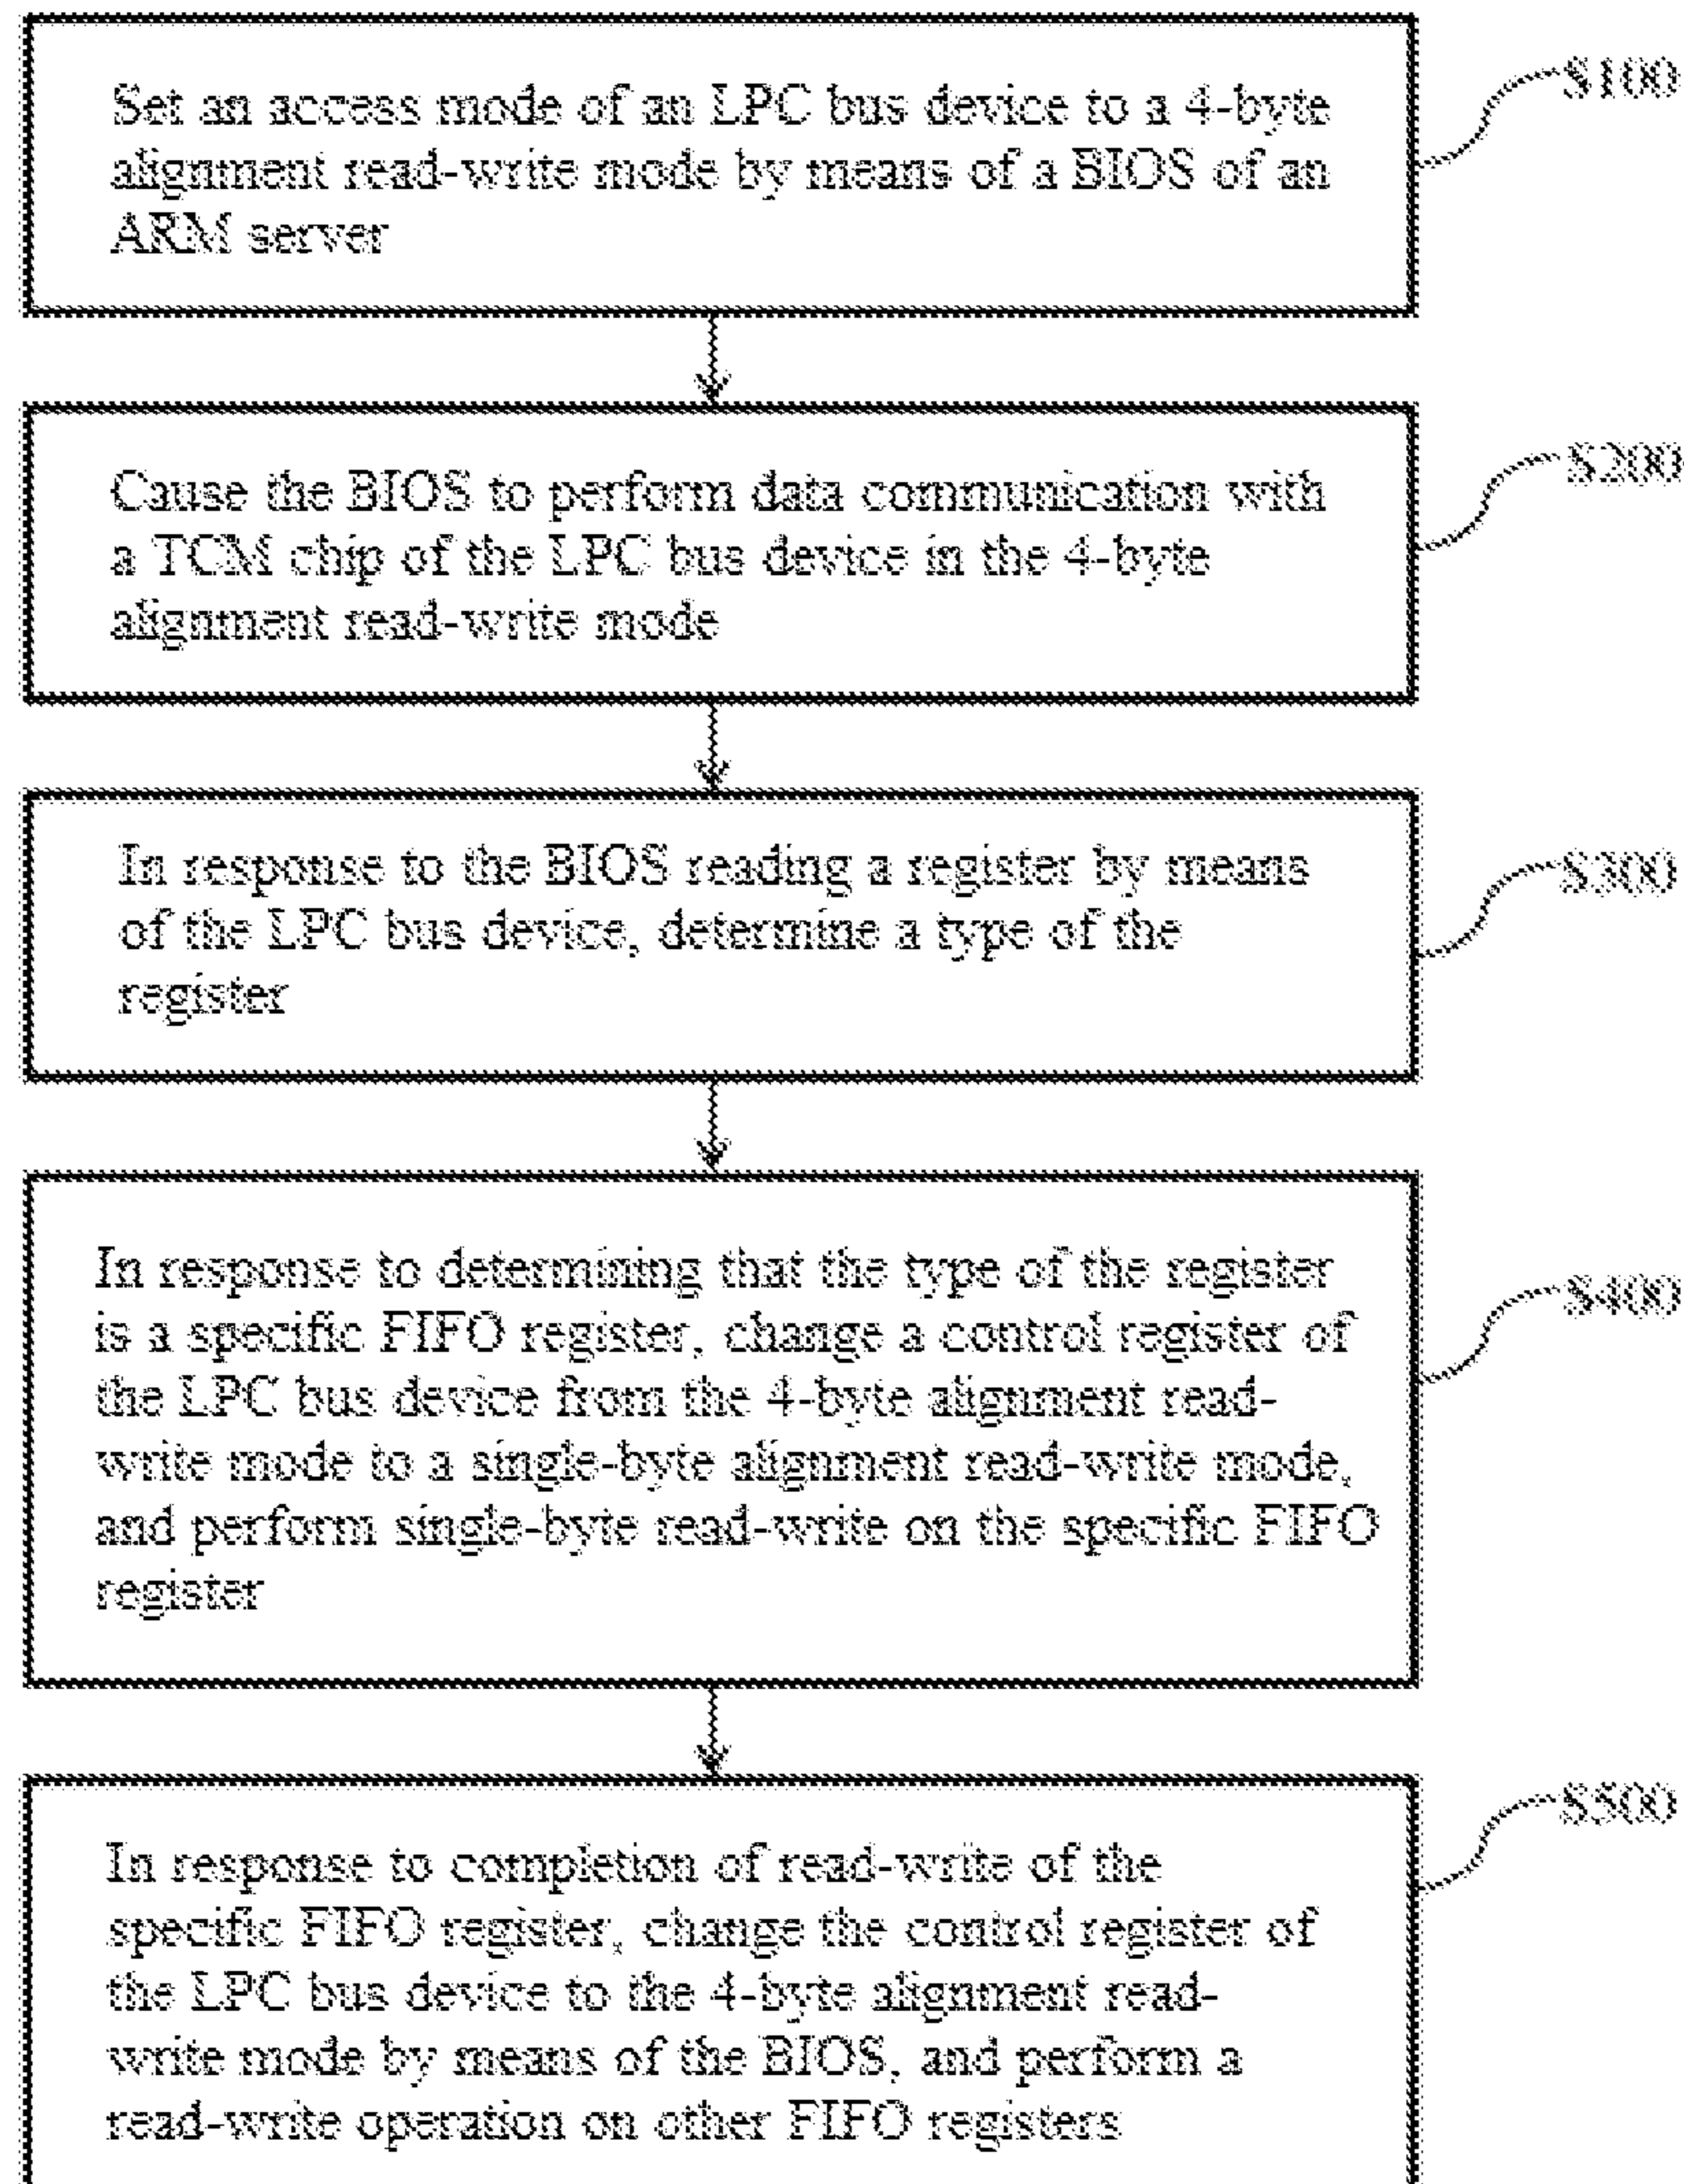 Set an access mode of an LPC bus device to a 4-byte
alignment read-write mode by means of a BIOS of an
ARM server
S100
Cause the BIOS to perform data communication with
a TCM chip of the LPC bus device in the 4-byte
alignment read-write mode
S200
In response to the BIOS reading a register by means
of the LPC bus device, determine a type of the
register
S300
In response to determining that the type of the register
is a specific FIFO register, change a control register of
the LPC bus device from the 4-byte alignment read-
write mode to a single-byte alignment read-write mode,
and perform single-byte read-write on the specific FIFO
register
S400
In response to completion of read-write of the
specific FIFO register, change the control register of
the LPC bus device to the 4-byte alignment read-
write mode by means of the BIOS, and perform a
read-write operation on other FIFO registers
S500